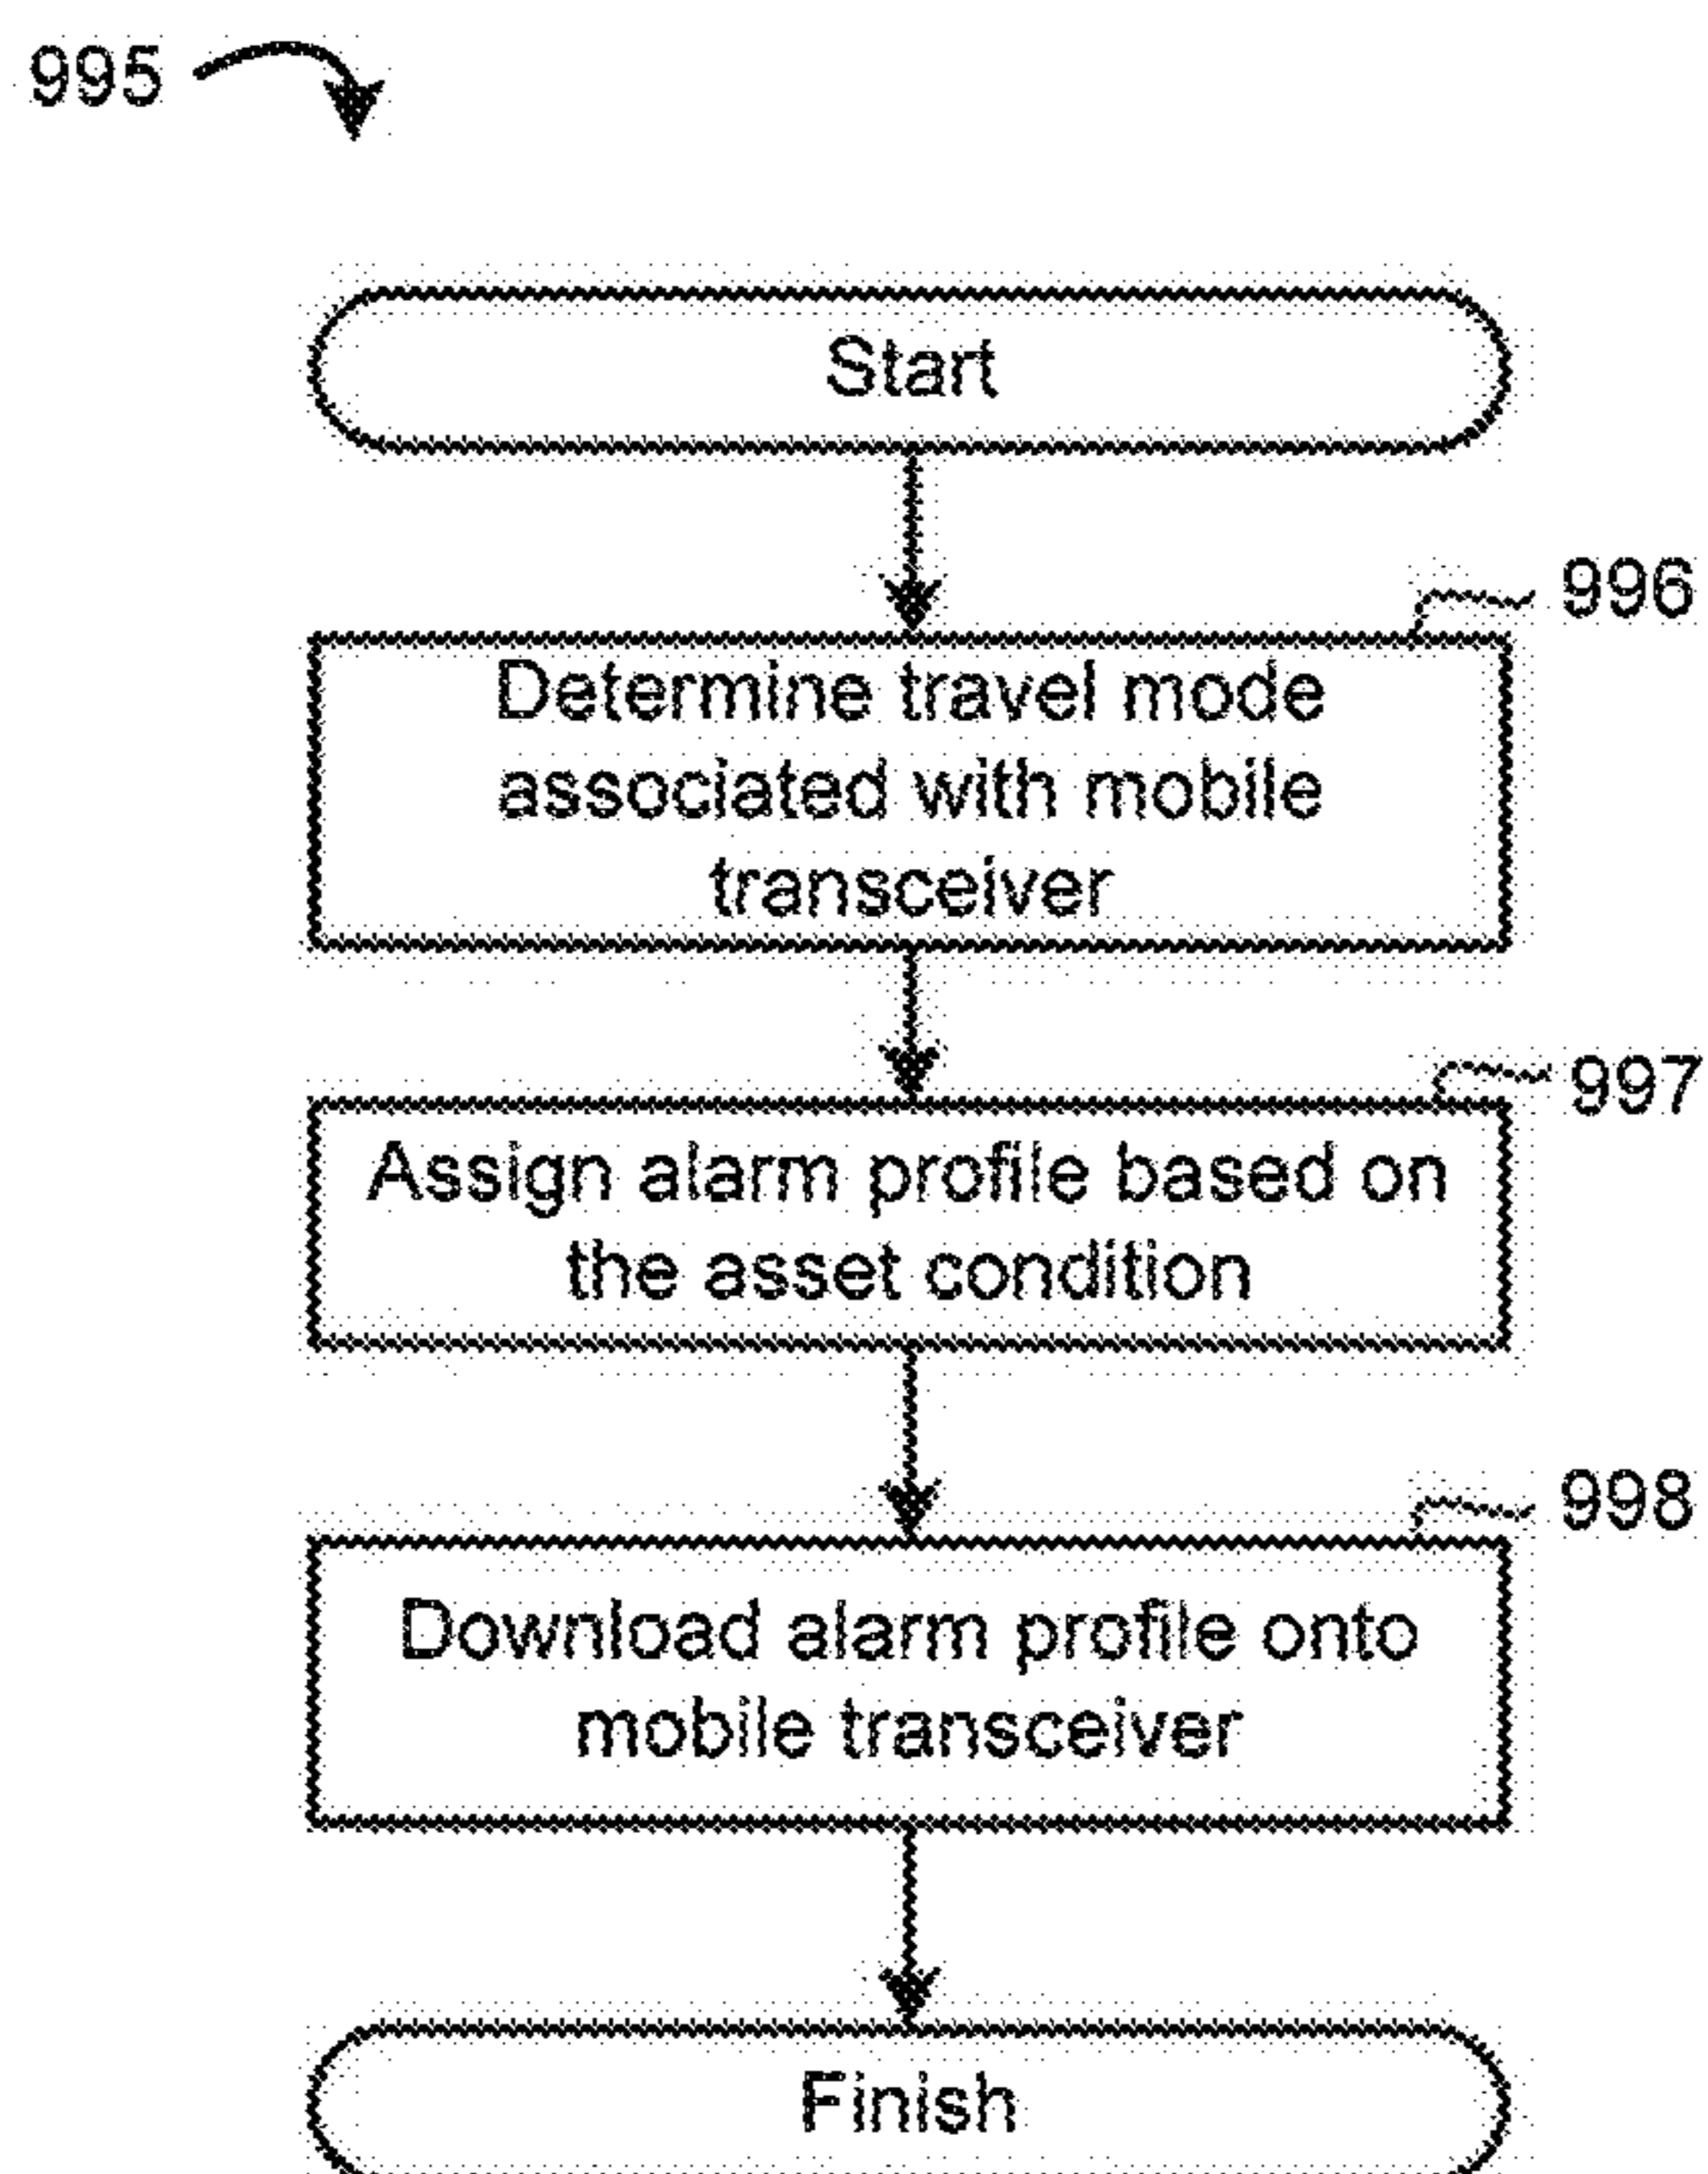 995
Start
996
Determine travel mode
associated with mobile
transceiver
997
Assign alarm profile based on
the asset condition
998
Download alarm profile onto
mobile transceiver
Finish